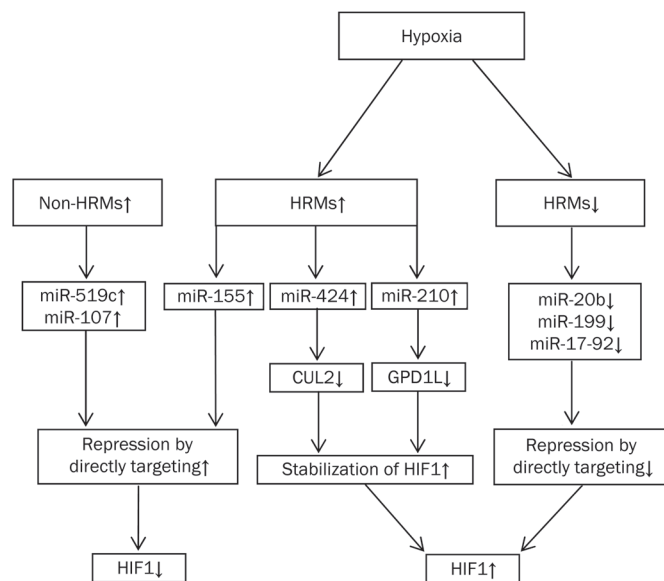 Hypoxia
Non-HRMs↑
HRMs↑
HRMs↓
miR-519c↑
miR-107↑
miR-155↑
miR-424↑
miR-210↑
miR-20b↓
miR-199↓
miR-17-92↓
CUL2↓
GPD1L↓
Repression by
directly targeting↑
Stabilization of HIF1↑
Repression by
directly targeting↓
HIF1↓
HIF1↑